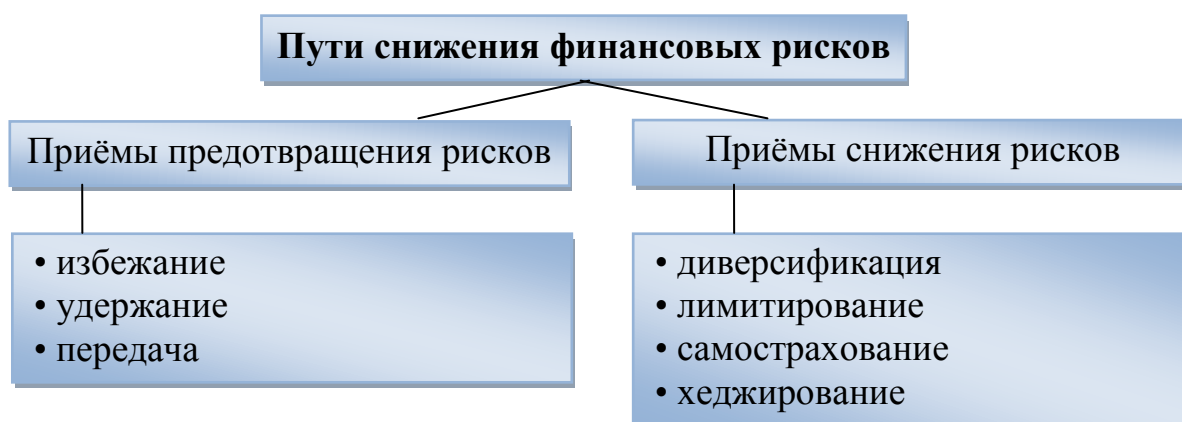 Пути снижения финансовых рисков
Приёмы предотвращения рисков
• избежание
• удержание
• передача
Приёмы снижения рисков
• диверсификация
• лимитирование
• самострахование
• хеджирование